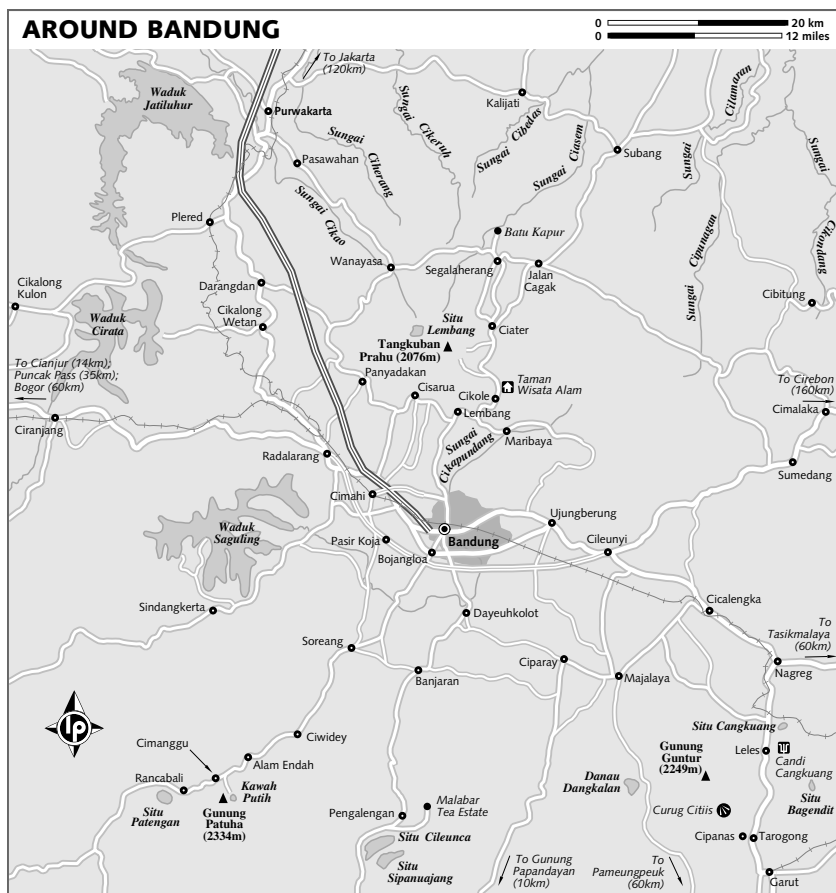 AROUND BANDUNG
0 20 km
0 12 miles
To Jakarta
(120km)
Waduk
Jatiluhur
Purwakarta
Kalijati
Sungai
Cilamaran
Sungai
Cikeruh
Sungai
Cibedas
Sungai
Ciherang
Pasawahan
Sungai
Ciasem
Subang
Sungai
Cipunagan
Sungai
Sungai
Cikandang
Sungai Cikao
Plered
Batu Kapur
Wanayasa
Segalaherang
Jalan
Cagak
Cikalong
Kulon
Darangdan
Cibitung
Waduk
Cirata
Cikalong
Wetan
Situ
Lembang
Ciater
Tangkuban
Prahu (2076m)
To Cianjur (14km);
Puncak Pass (35km);
Bogor (60km)
Panyadakan
Cisarua
Cikole
Taman
Wisata Alam
To Cirebon
(160km)
Cimalaka
Ciranjang
Lembang
Sungai
Cikapundang
Maribaya
Radalarang
Sumedang
Cimahi
Waduk
Saguling
Ujungberung
Pasir Koja
Bandung
Cileunyi
Bojangloa
Sindangkerta
Dayeuhkolot
Cicalengka
To
Tasikmalaya
(60km)
Soreang
Ciparay
Banjaran
Majalaya
Nagreg
lp
Situ Cangkuang
Cimanggu
Ciwidey
Alam Endah
Gunung
Guntur
(2249m)
Leles
Candi
Cangkuang
Rancabali
Kawah
Putih
Danau
Dangkalan
Situ
Bagendit
Situ
Patengan
Gunung
Patuha
(2334m)
Malabar
Tea Estate
Pengalengan
Curug Citiis
Situ Cileunca
Cipanas
Tarogong
Situ
Sipanuajang
To Gunung
Papandayan
(10km)
To
Pameungpeuk
(60km)
Garut